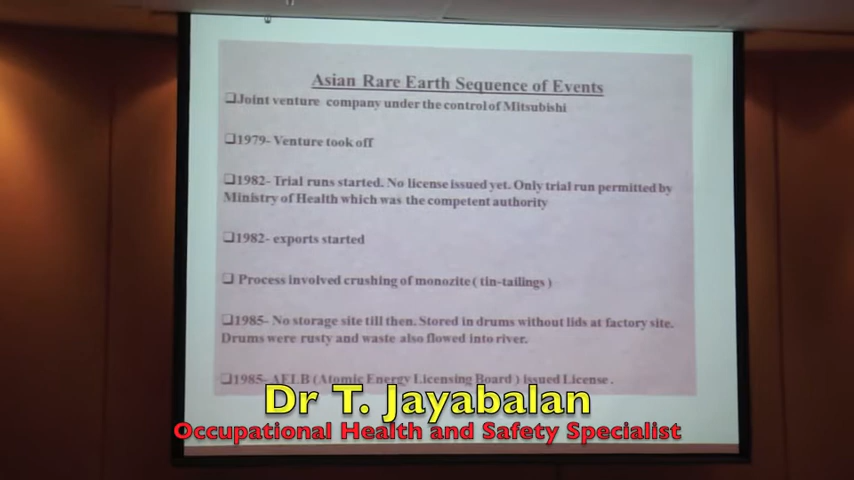 Asian Rare Earth Sequence of Events
❑Joint venture company under the control of Mitsubishi
❑1979- Venture took off
❑1982- Trial runs started. No license issued yet. Only trial run permitted by
Ministry of Health which was the competent authority
❑1982- exports started
❑ Process involved crushing of monozite ( tin-tailings )
❑1985- No storage site till then. Stored in drums without lids at factory site.
Drums were rusty and waste also flowed into river.
❑1985- AELB (Atomic Energy Licensing Board ) issued License .
Dr T. Jayabalan
Occupational Health and Safety Specialist